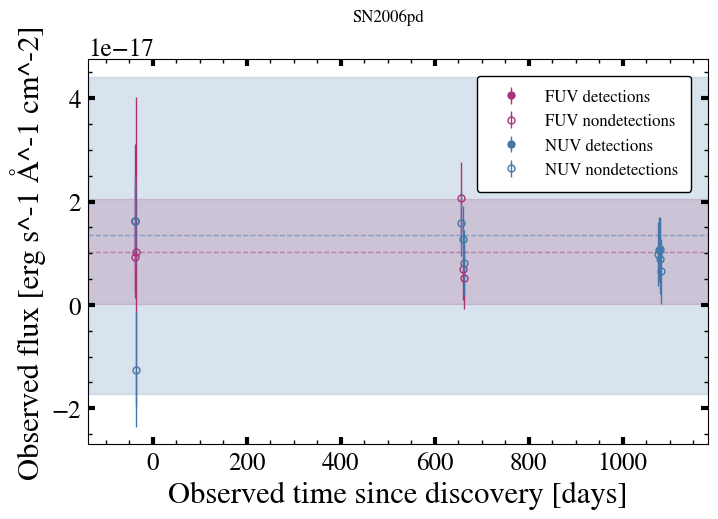 SN2006pd
1e−17
4
2
0
−2
Observed flux [erg s^-1 Å^-1 cm^-2]
FUV detections
FUV nondetections
NUV detections
NUV nondetections
0 200 400 600 800 1000
Observed time since discovery [days]